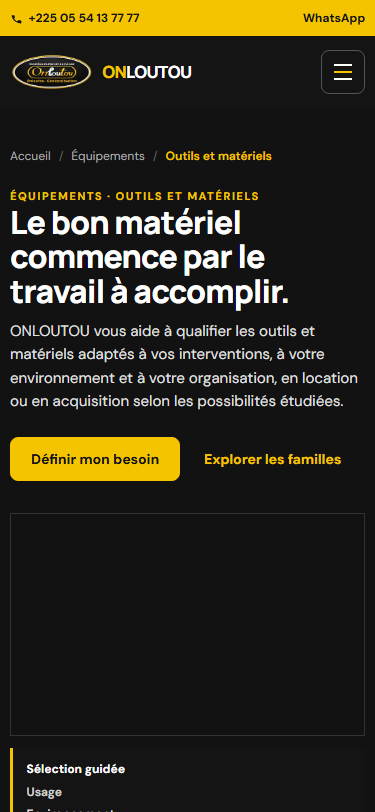 +225 05 54 13 77 77
WhatsApp
Onloutou
ONLOUTOU
Accueil / Équipements / Outils et matériels
ÉQUIPEMENTS · OUTILS ET MATÉRIELS
Le bon matériel
commence par le
travail à accomplir.
ONLOUTOU vous aide à qualifier les outils et
matériels adaptés à vos interventions, à votre
environnement et à votre organisation, en location
ou en acquisition selon les possibilités étudiées.
Définir mon besoin
Explorer les familles
Sélection guidée
Usage